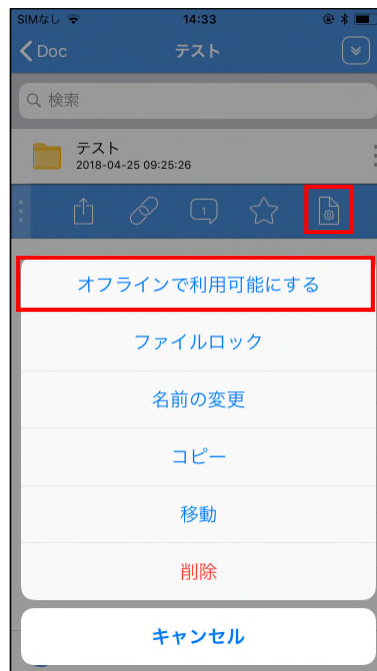 SIMなし 14:33
Doc テスト
検索
テスト
2018-04-25 09:25:26
1
オフラインで利用可能にする
ファイルロック
名前の変更
コピー
移動
削除
キャンセル